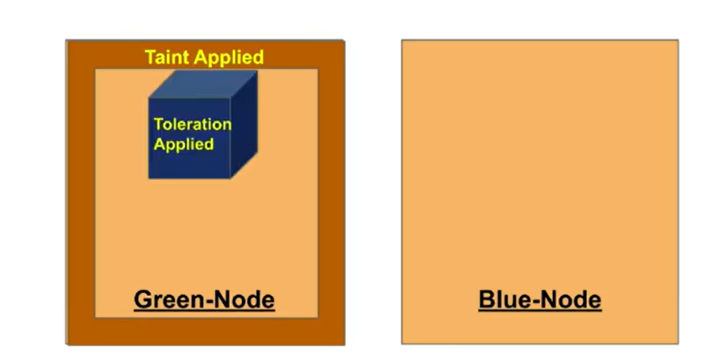 Taint Applied
Toleration
Applied
Green-Node
Blue-Node